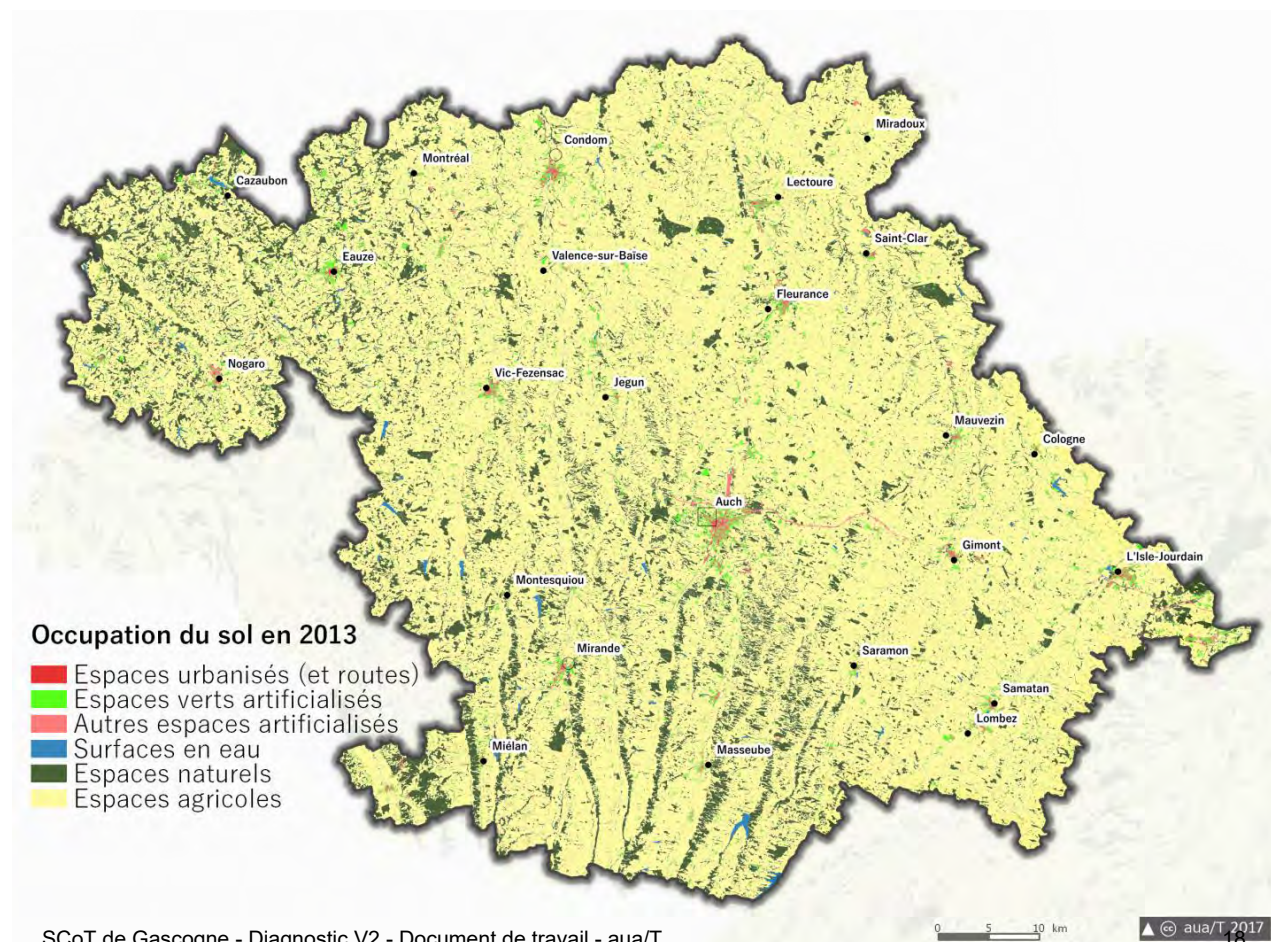 Miradoux
Condom
Montréal
Cazaubon
Lectoure
Saint-Clar
Eauze
Valence-sur-Baïse
Fleurance
Nogaro
Vic-Fezensac
Jegun
Mauvezin
Cologne
Auch
Gimont
L'Isle-Jourdain
Montesquiou
Mirande
Saramon
Samatan
Lombez
Miélan
Masseube
Occupation du sol en 2013
Espaces urbanisés (et routes)
Espaces verts artificialisés
Autres espaces artificialisés
Surfaces en eau
Espaces naturels
Espaces agricoles
0 5 10 km
cc aua/T 2017
SCoT de Gascogne - Diagnostic V2 - Document de travail - aua/T
18